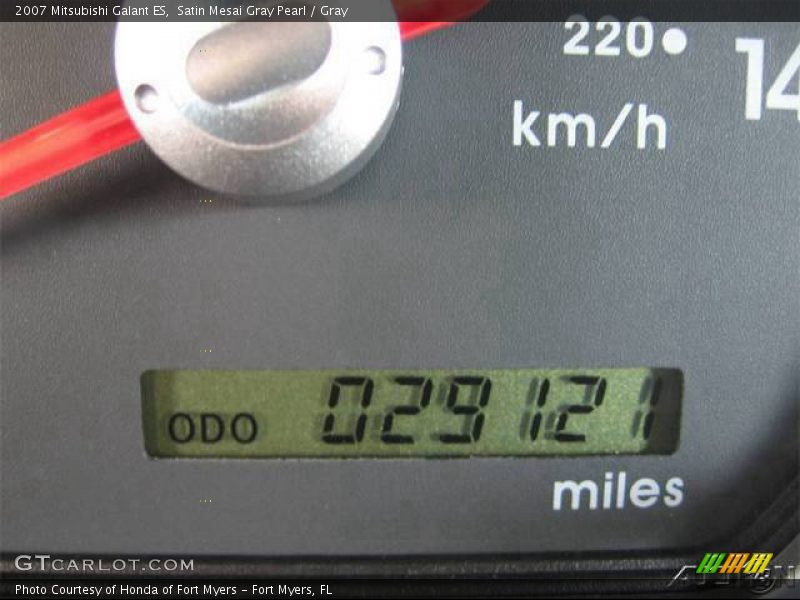 2007 Mitsubishi Galant ES,  Satin Mesai Gray Pearl / Gray
220
km/h
ODO 029121
miles
GTCARLOT.COM
Photo Courtesy of Honda of Fort Myers - Fort Myers, FL